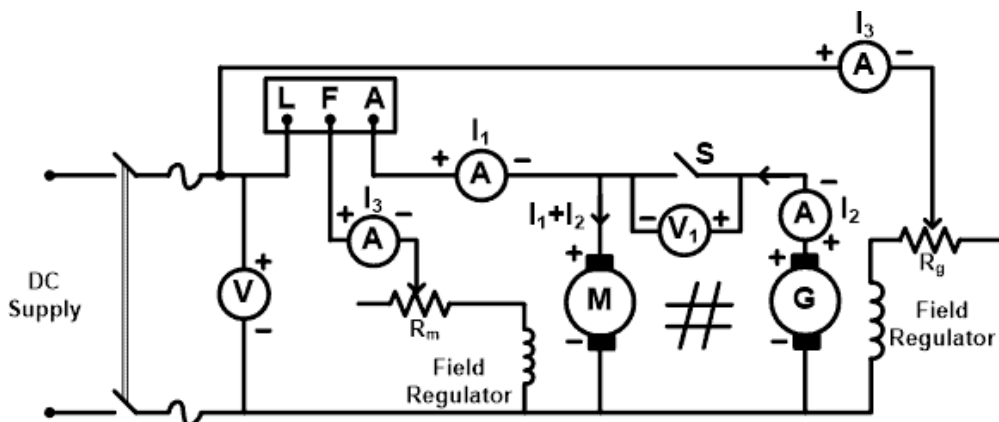 I3
+ A −
L F A
I1
+ A −
S
− V1 +
−
A I2
+
I3
+ A −
I1+I2
+ M −
+ G −
Rg
Field
Regulator
DC
Supply
+
V
−
Rm
Field
Regulator